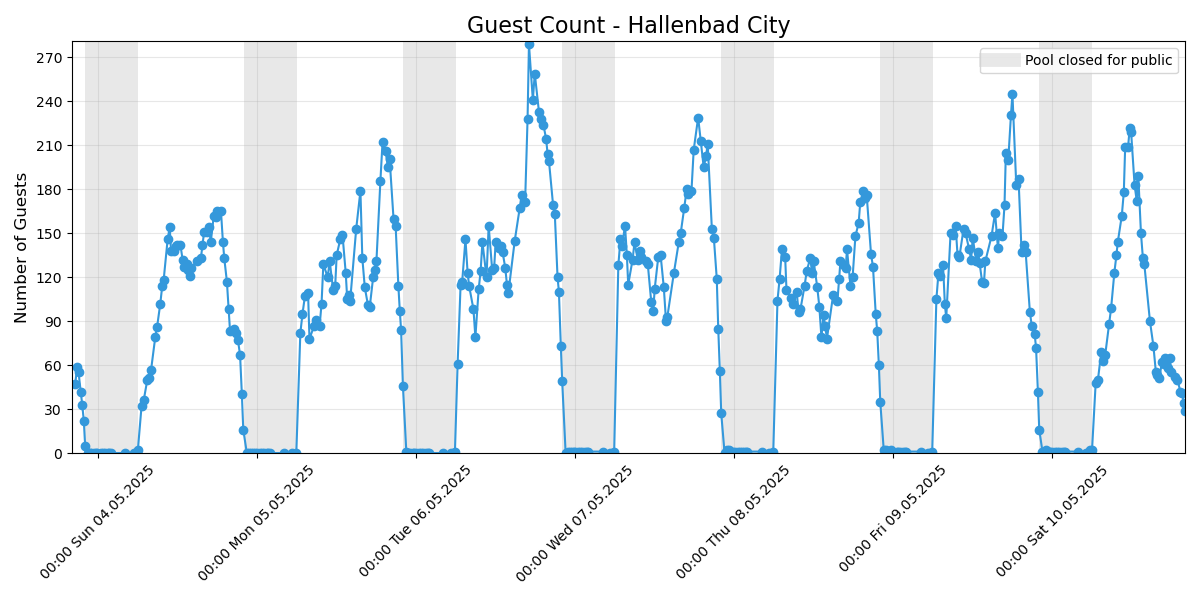 Guest Count - Hallenbad City
Pool closed for public
Number of Guests
270
240
210
180
150
120
90
60
30
0
00:00 Sun 04.05.2025
00:00 Mon 05.05.2025
00:00 Tue 06.05.2025
00:00 Wed 07.05.2025
00:00 Thu 08.05.2025
00:00 Fri 09.05.2025
00:00 Sat 10.05.2025